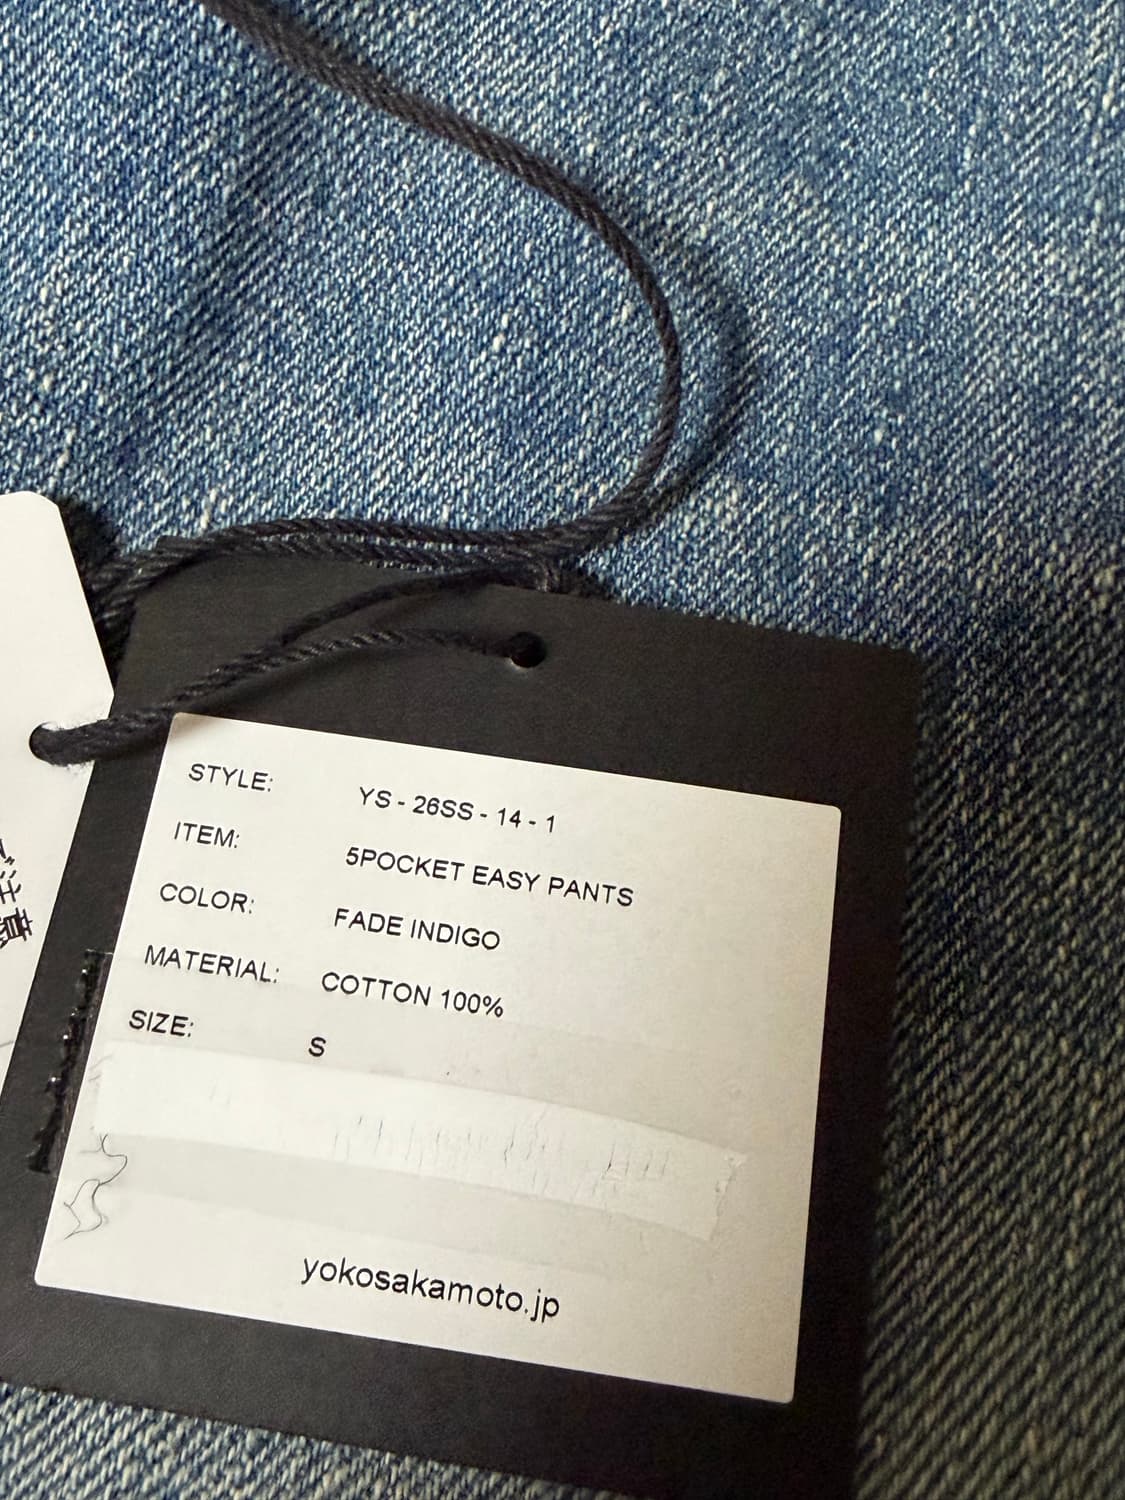 STYLE: YS - 26SS - 14 - 1
ITEM: 5POCKET EASY PANTS
COLOR: FADE INDIGO
MATERIAL: COTTON 100%
SIZE: S
yokosakamoto.jp